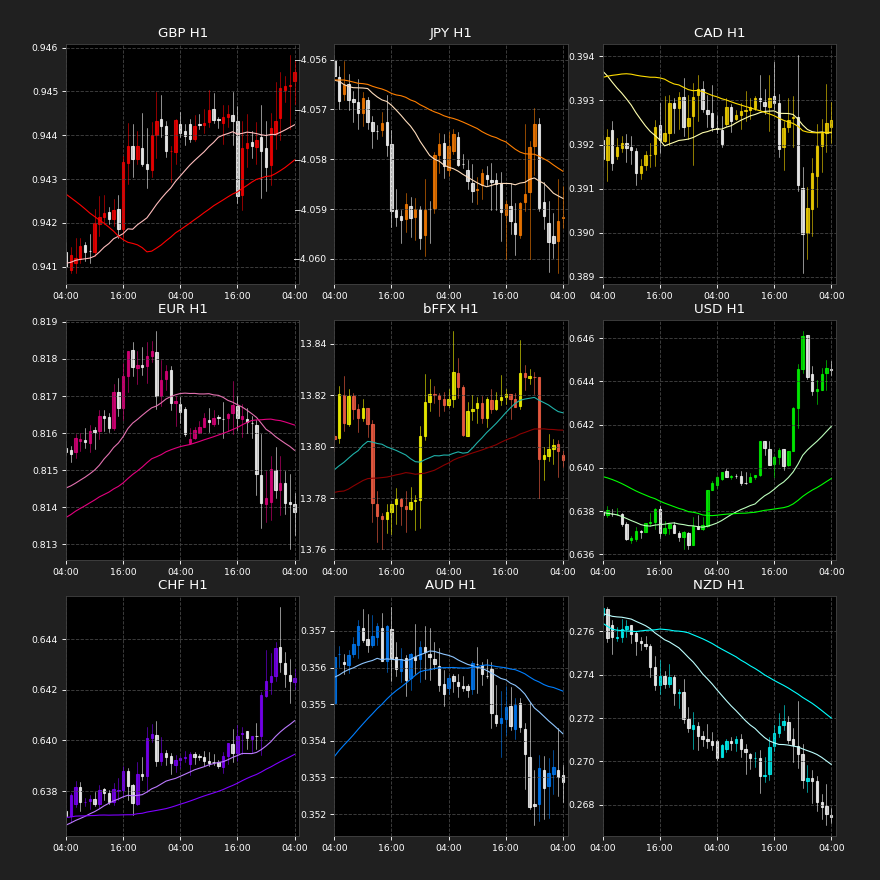 GBP H1
0.946
0.945
0.944
0.943
0.942
0.941
04:00 16:00 04:00 16:00 04:00
JPY H1
-4.056
-4.057
-4.058
-4.059
-4.060
04:00 16:00 04:00 16:00 04:00
CAD H1
0.394
0.393
0.392
0.391
0.390
0.389
04:00 16:00 04:00 16:00 04:00
EUR H1
0.819
0.818
0.817
0.816
0.815
0.814
0.813
04:00 16:00 04:00 16:00 04:00
bFFX H1
13.84
13.82
13.80
13.78
13.76
04:00 16:00 04:00 16:00 04:00
USD H1
0.646
0.644
0.642
0.640
0.638
0.636
04:00 16:00 04:00 16:00 04:00
CHF H1
0.644
0.642
0.640
0.638
04:00 16:00 04:00 16:00 04:00
AUD H1
0.357
0.356
0.355
0.354
0.353
0.352
04:00 16:00 04:00 16:00 04:00
NZD H1
0.276
0.274
0.272
0.270
0.268
04:00 16:00 04:00 16:00 04:00